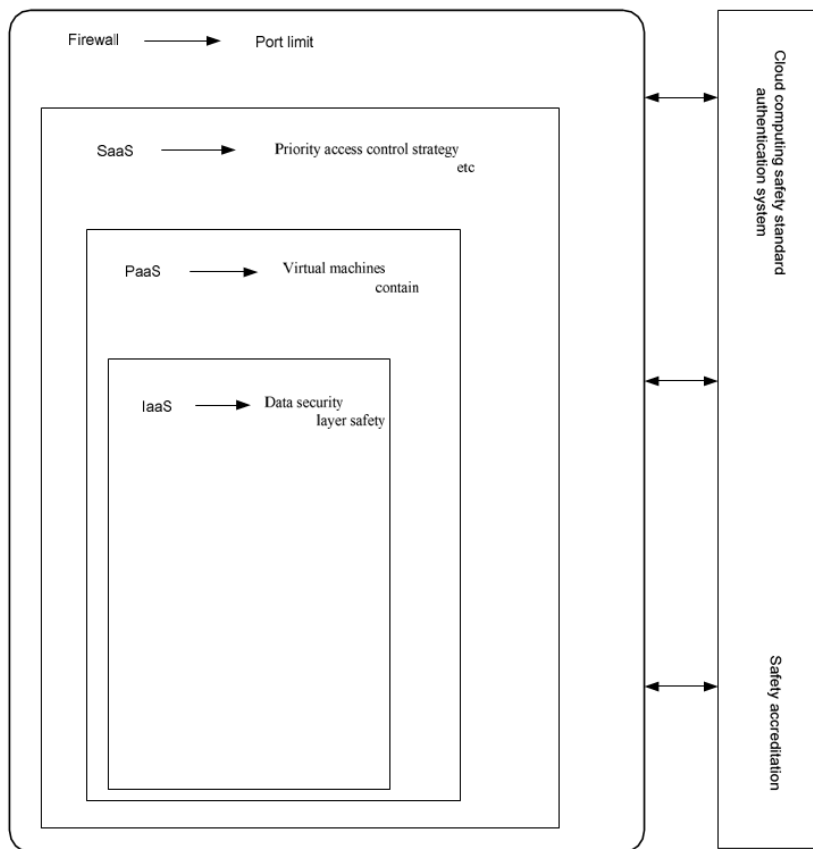 Firewall Port limit
SaaS Priority access control strategy
etc
PaaS Virtual machines
contain
IaaS Data security
layer safety
Cloud computing safety standard
authentication system
Safety accreditation